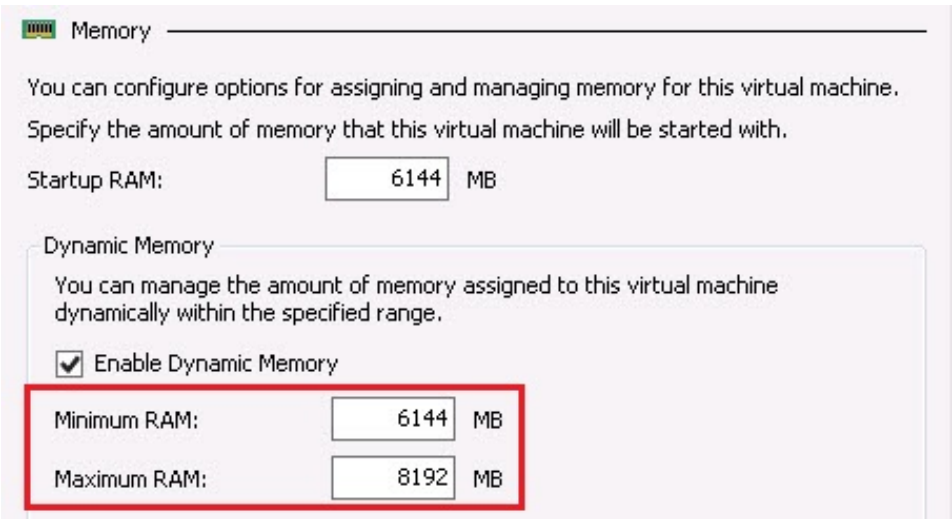 Memory
You can configure options for assigning and managing memory for this virtual machine.
Specify the amount of memory that this virtual machine will be started with.
Startup RAM: 6144 MB
Dynamic Memory
You can manage the amount of memory assigned to this virtual machine
dynamically within the specified range.
Enable Dynamic Memory
Minimum RAM: 6144 MB
Maximum RAM: 8192 MB